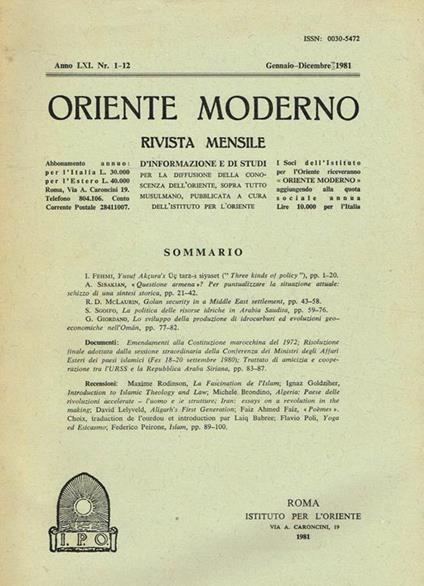 ISSN: 0030-5472
Anno LXI. Nr. 1-12
Gennaio-Dicembre 1981
ORIENTE MODERNO
RIVISTA MENSILE
Abbonamento annuo:
per l'Italia L. 30.000
per l'Estero L. 40.000
Roma, Via A. Caroncini 19.
Telefono 804.106. Conto
Corrente Postale 28411007.
D'INFORMAZIONE E DI STUDI
PER LA DIFFUSIONE DELLA CONO-
SCENZA DELL'ORIENTE, SOPRA TUTTO
MUSULMANO, PUBBLICATA A CURA
DELL'ISTITUTO PER L'ORIENTE
I Soci dell'Istituto
per l'Oriente riceveranno
« ORIENTE MODERNO »
aggiungendo alla quota
sociale annua
Lire 10.000 per l'Italia
SOMMARIO
I. FEHMI, Yusuf Akçura's Üç tarz-ı siyaset ("Three kinds of policy"), pp. 1-20.
A. SISAKIAN, « Questione armena »? Per puntualizzare la situazione attuale:
schizzo di una sintesi storica, pp. 21-42.
R. D. MCLAURIN, Golan security in a Middle East settlement, pp. 43-58.
S. SGOIFO, La politica delle risorse idriche in Arabia Saudita, pp. 59-76.
G. GIORDANO, Lo sviluppo della produzione di idrocarburi ed evoluzioni geo-
economiche nell'Omân, pp. 77-82.
Documenti: Emendamenti alla Costituzione marocchina del 1972; Risoluzione
finale adottata dalla sessione straordinaria della Conferenza dei Ministri degli Affari
Esteri dei paesi islamici (Fes 18-20 settembre 1980); Trattato di amicizia e coope-
razione tra l'URSS e la Repubblica Araba Siriana, pp. 83-87.
Recensioni: Maxime Rodinson, La Fascination de l'Islam; Ignaz Goldziher,
Introduction to Islamic Theology and Law; Michele Brondino, Algeria: Paese delle
rivoluzioni accelerate - l'uomo e le strutture; Iran: essays on a revolution in the
making; David Lelyveld, Aligarh's First Generation; Faiz Ahmed Faiz, «Poèmes».
Choix, traduction de l'ourdou et introduction par Laiq Babree; Flavio Poli, Yoga
ed Esicasmo; Federico Peirone, Islam, pp. 89-100.
I. P. O.
ROMA
ISTITUTO PER L'ORIENTE
VIA A. CARONCINI, 19
1981